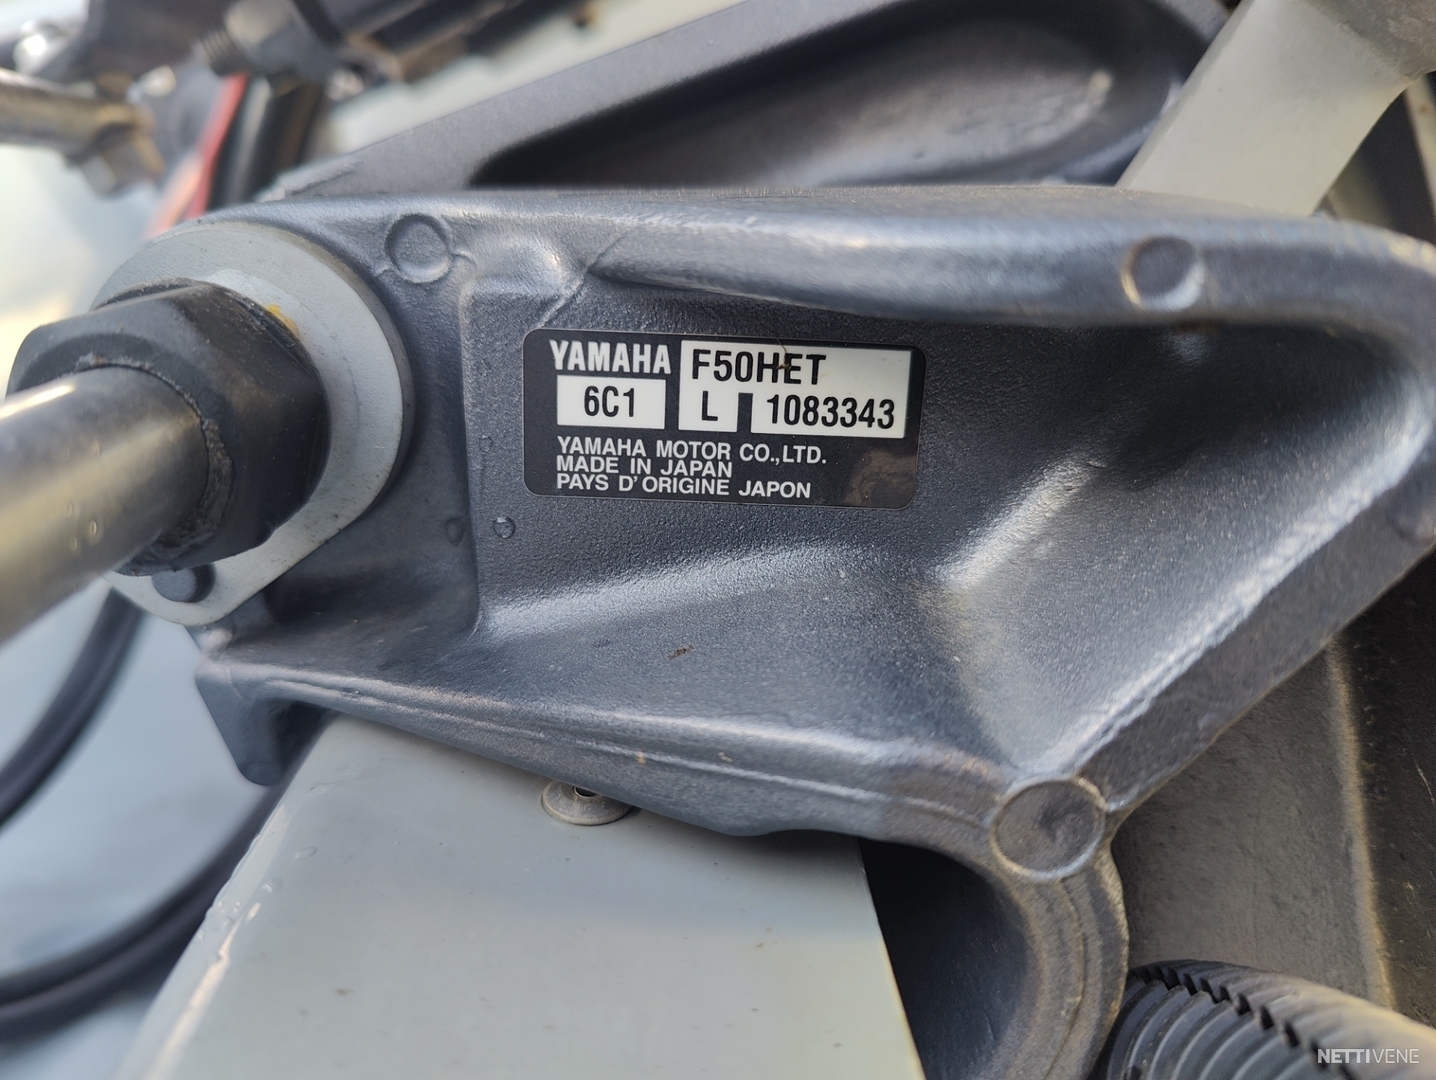 YAMAHA F50HET
6C1 L 1083343
YAMAHA MOTOR CO.,LTD.
MADE IN JAPAN
PAYS D'ORIGINE JAPON
NETTIVENE